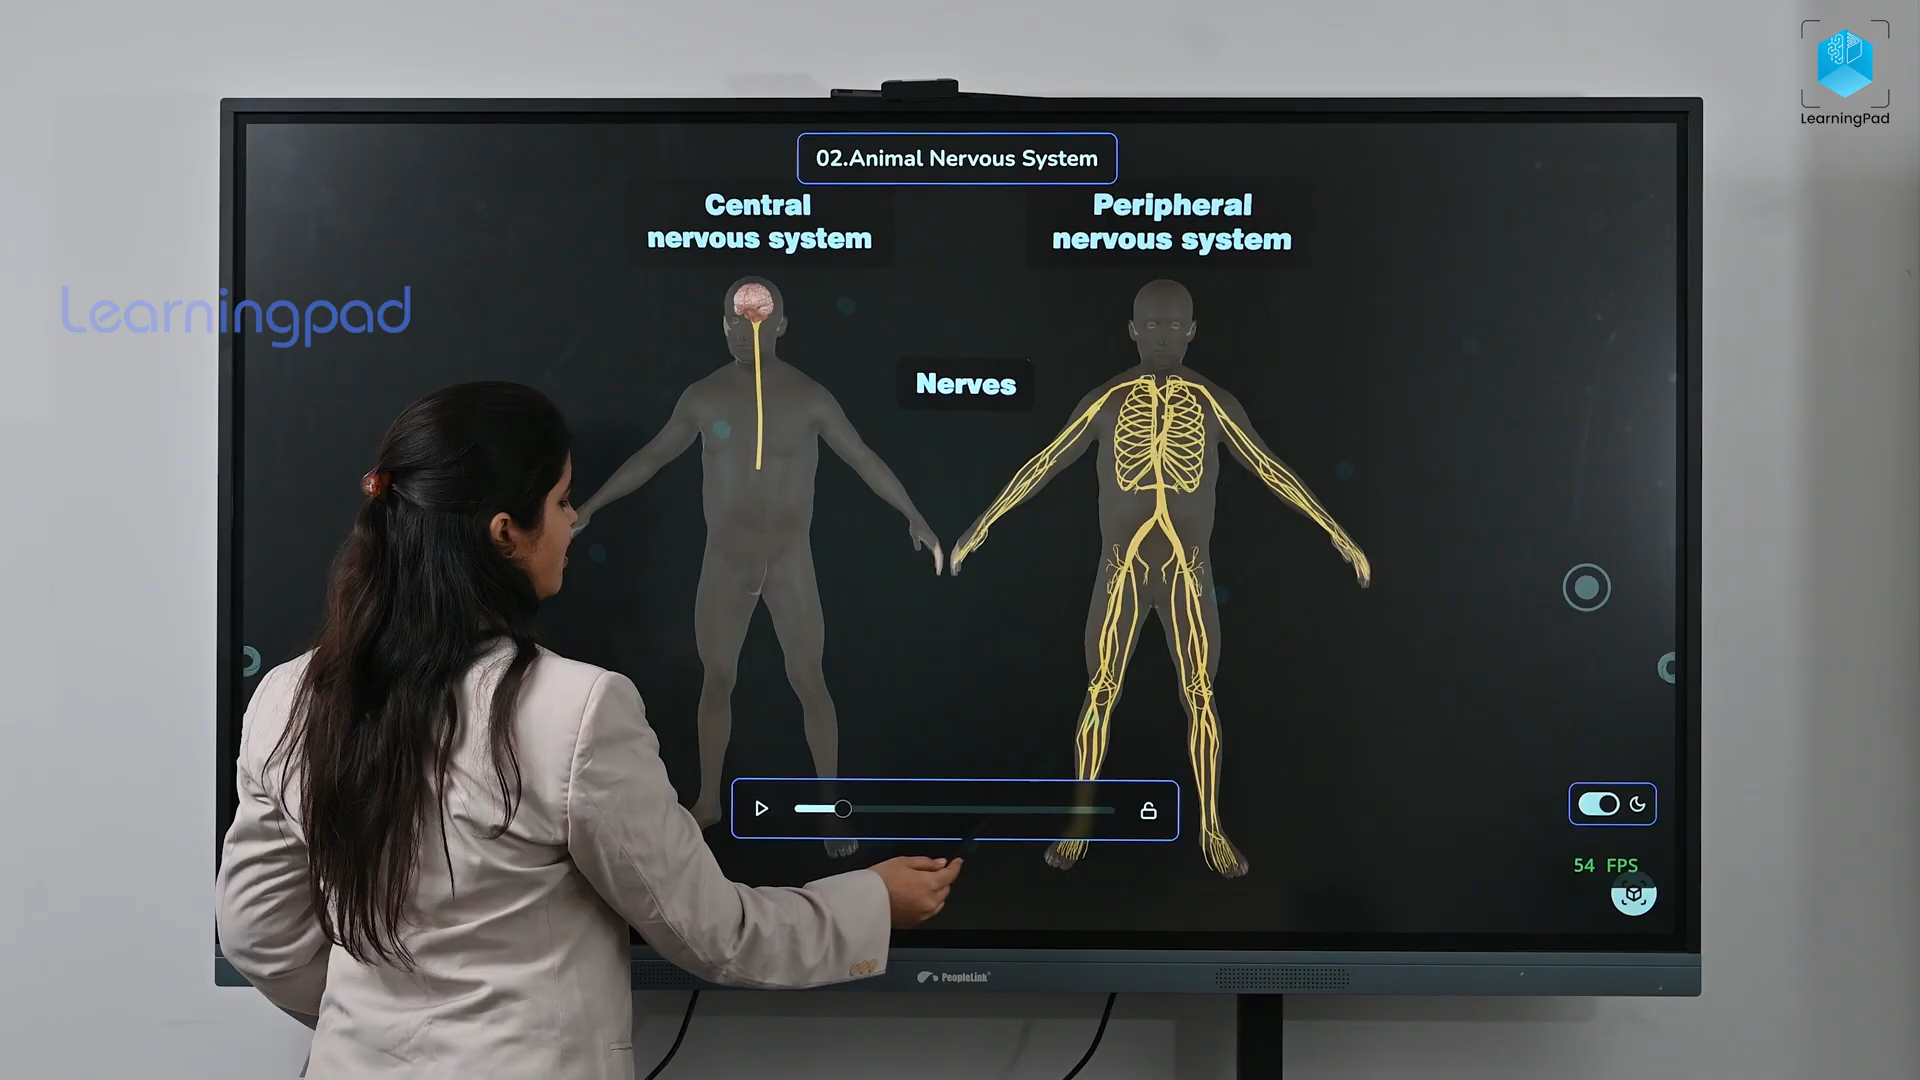 LearningPad
02.Animal Nervous System
Central
nervous system
Peripheral
nervous system
Learningpad
Nerves
54 FPS
PeopleLink